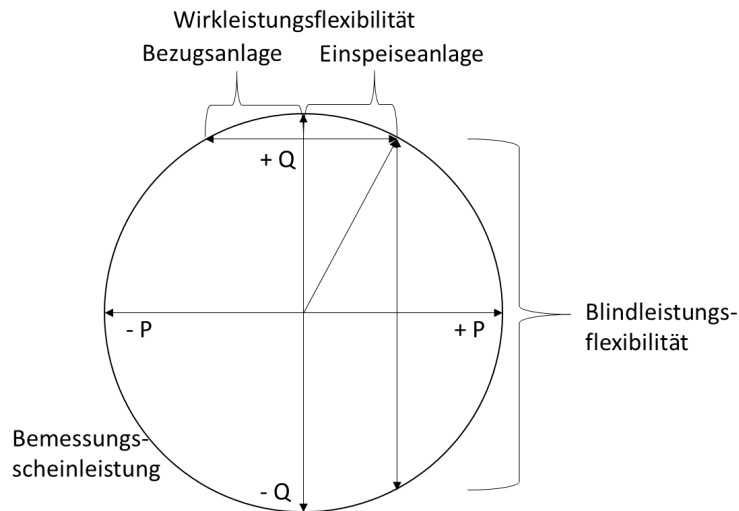 Wirkleistungsflexibilität
Bezugsanlage Einspeiseanlage
+ Q
- P
+ P
Blindleistungs-
flexibilität
Bemessungs-
scheinleistung
- Q